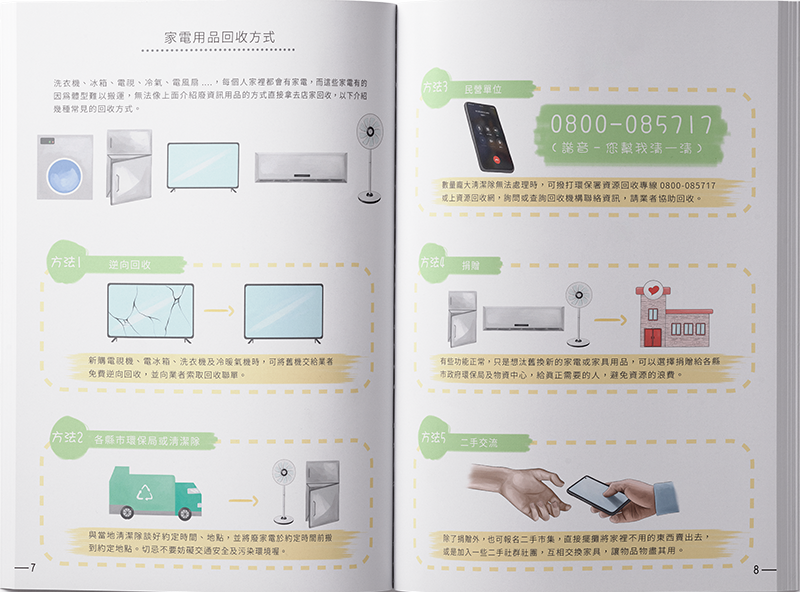 家電用品回收方式
洗衣機、冰箱、電視、冷氣、電風扇 ....，每個人家裡都會有家電，而這些家電有的
因為體型難以搬運，無法像上面介紹廢資訊用品的方式直接拿去店家回收，以下介紹
幾種常見的回收方式。
方法1 逆向回收
新購電視機、電冰箱、洗衣機及冷暖氣機時，可將舊機交給業者
免費逆向回收，並向業者索取回收聯單。
方法2 各縣市環保局或清潔隊
與當地清潔隊談好約定時間、地點，並將廢家電於約定時間前搬
到約定地點。切忌不要妨礙交通安全及污染環境喔。
7
方法3 民營單位
0800-085717
(諧音-您幫我清一清)
數量龐大清潔隊無法處理時，可撥打環保署資源回收專線 0800-085717
或上資源回收網，詢問或查詢回收機構聯絡資訊，請業者協助回收。
方法4 捐贈
有些功能正常，只是想汰舊換新的家電或家具用品，可以選擇捐贈給各縣
市政府環保局及物資中心，給真正需要的人，避免資源的浪費。
方法5 二手交流
除了捐贈外，也可報名二手市集，直接擺攤將家裡不用的東西賣出去，
或是加入一些二手社群社團，互相交換家具，讓物品物盡其用。
8